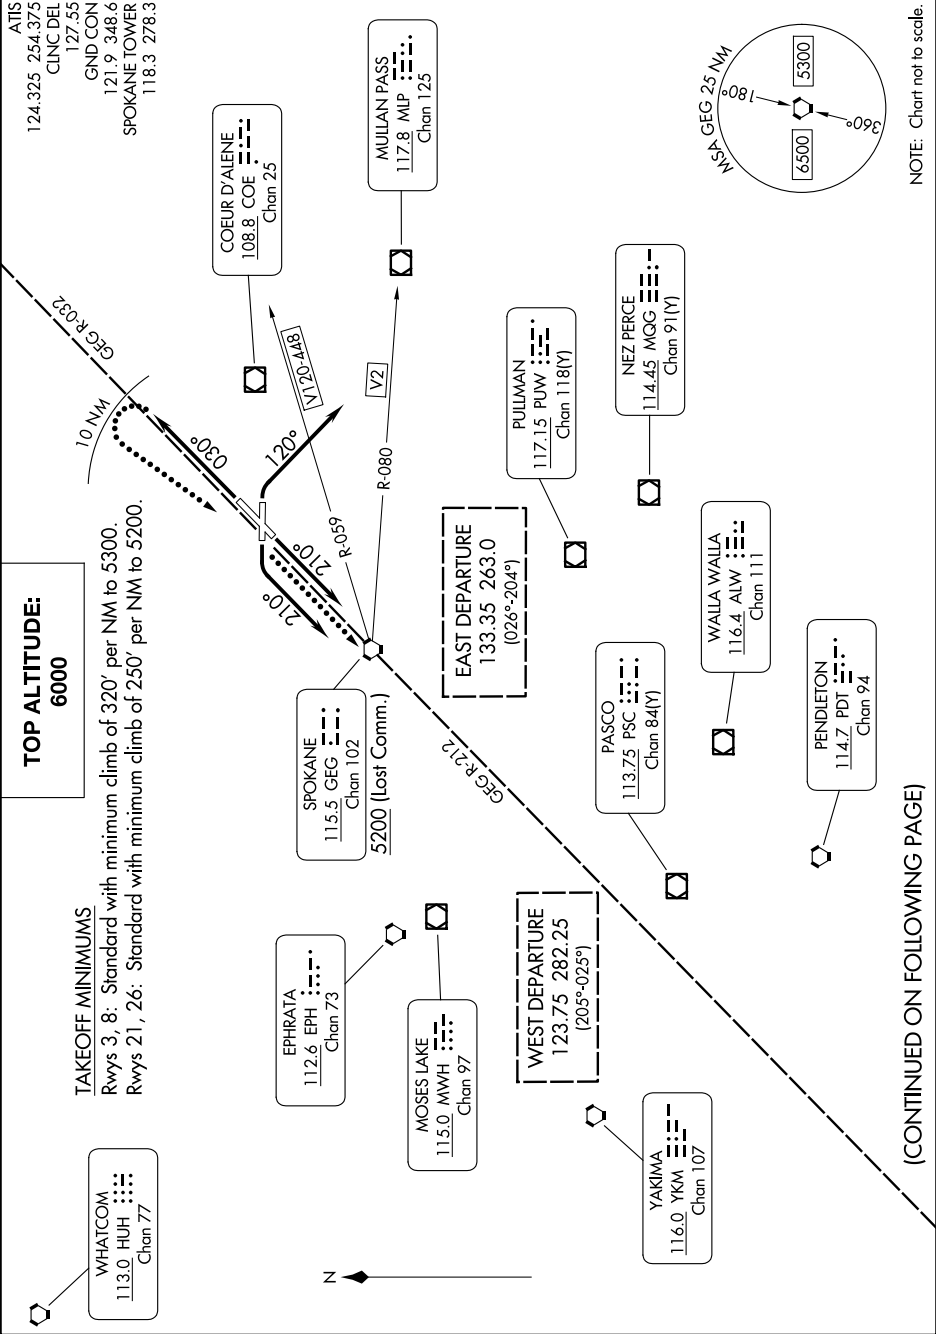 ATIS
124.325 254.375
CLNC DEL
127.55
GND CON
121.9 348.6
SPOKANE TOWER
118.3 278.3
TOP ALTITUDE:
6000
TAKEOFF MINIMUMS
Rwys 3, 8: Standard with minimum climb of 320' per NM to 5300.
Rwys 21, 26: Standard with minimum climb of 250' per NM to 5200.
WHATCOM
113.0 HUH
Chan 77
10 NM
GEG R-032
030°
120°
210°
210°
COEUR D'ALENE
108.8 COE
Chan 25
V120-448
R-059
V2
R-080
MULLAN PASS
117.8 MLP
Chan 125
SPOKANE
115.5 GEG
Chan 102
5200 (Lost Comm.)
EPHRATA
112.6 EPH
Chan 73
MOSES LAKE
115.0 MWH
Chan 97
GEG R-212
EAST DEPARTURE
133.35 263.0
(026°-204°)
WEST DEPARTURE
123.75 282.25
(205°-025°)
PULLMAN
117.15 PUW
Chan 118(Y)
NEZ PERCE
114.45 MQG
Chan 91(Y)
PASCO
113.75 PSC
Chan 84(Y)
WALLA WALLA
116.4 ALW
Chan 111
PENDLETON
114.7 PDT
Chan 94
YAKIMA
116.0 YKM
Chan 107
N
MSA GEG 25 NM
180°
5300
6500
360°
NOTE: Chart not to scale.
(CONTINUED ON FOLLOWING PAGE)